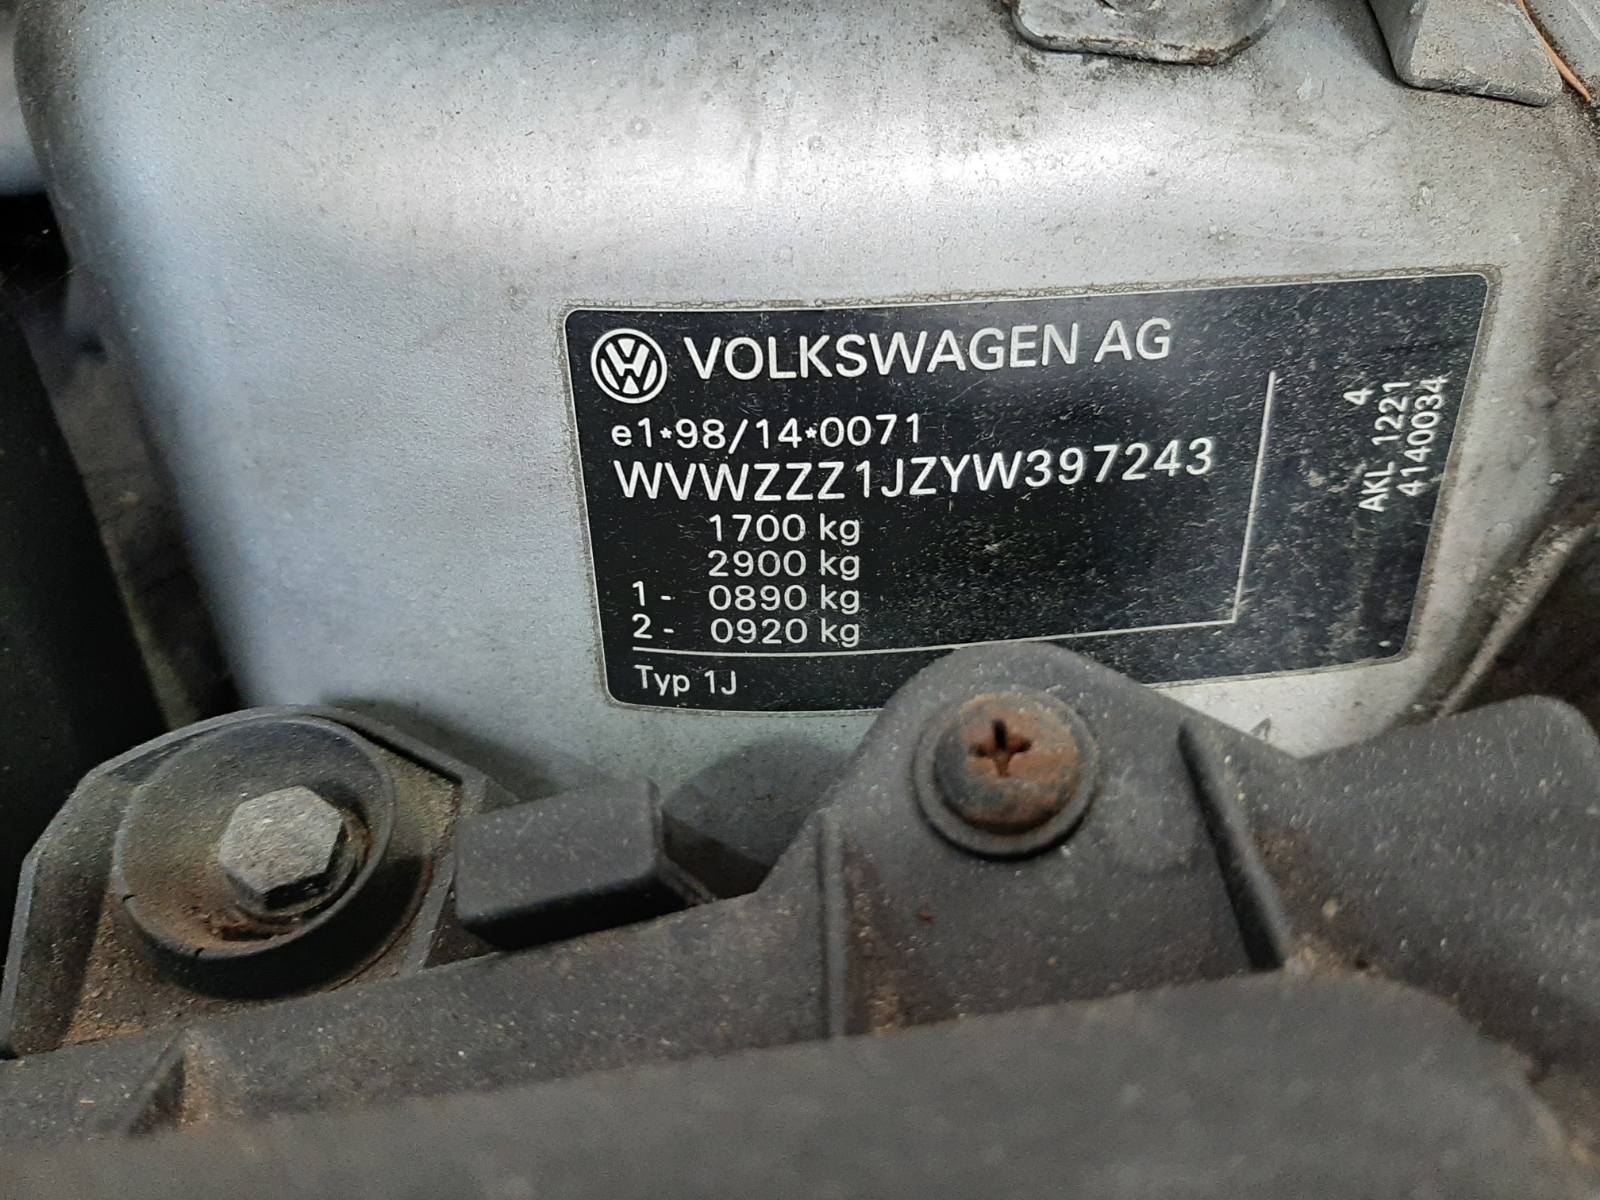 VOLKSWAGEN AG
e1*98/14*0071
WVWZZZ1JZYW397243
1700 kg
2900 kg
1- 0890 kg
2- 0920 kg
Typ 1J
4
AKL 1221
4140034